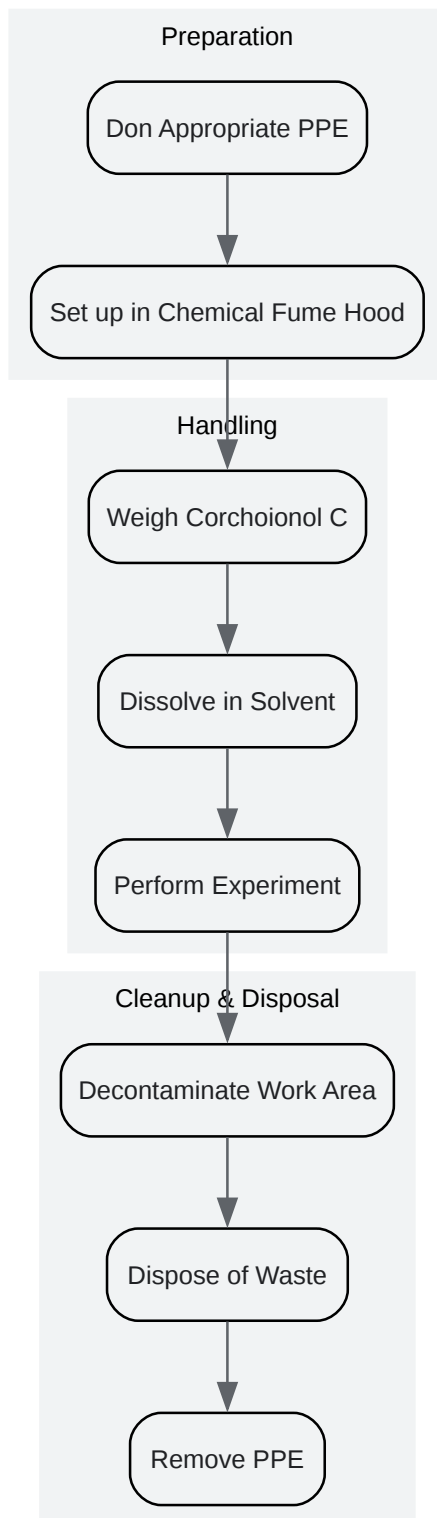 Preparation
Don Appropriate PPE
Set up in Chemical Fume Hood
Handling
Weigh Corchoionol C
Dissolve in Solvent
Perform Experiment
Cleanup & Disposal
Decontaminate Work Area
Dispose of Waste
Remove PPE